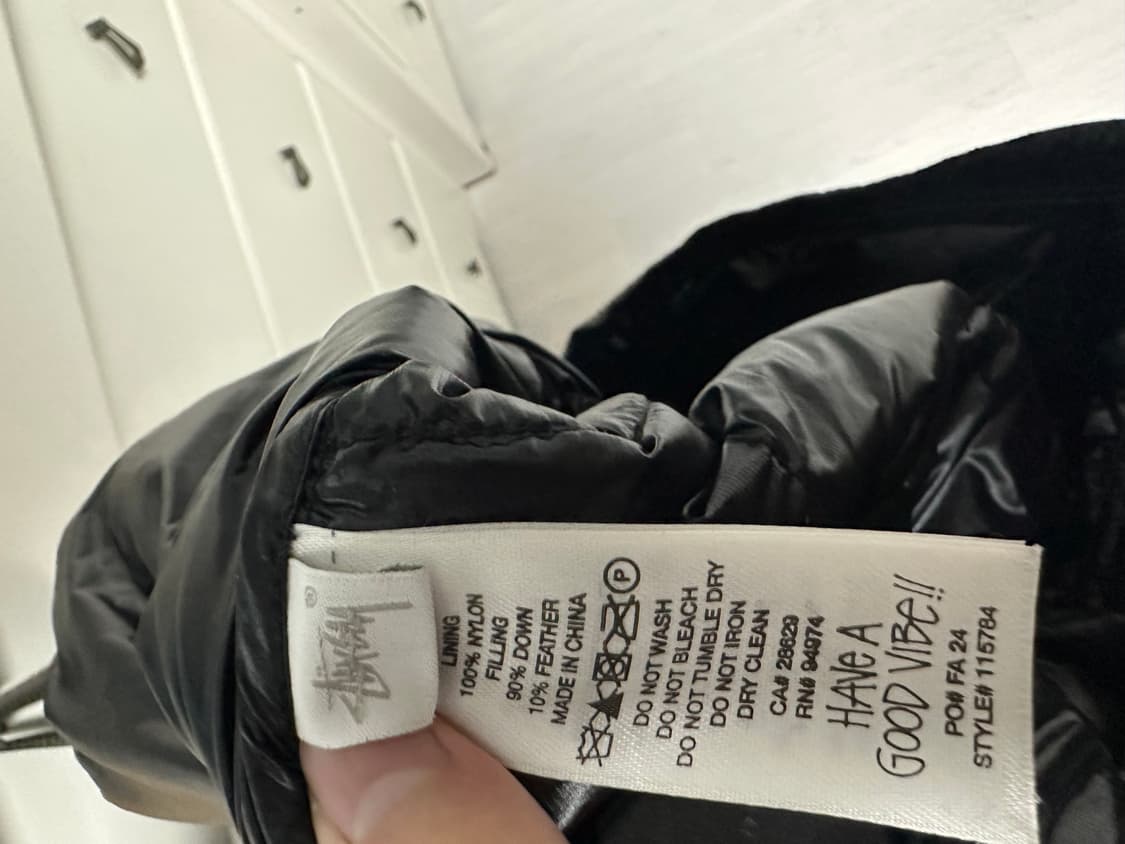 STÜSSY
®
LINING
100% NYLON
FILLING
90% DOWN
10% FEATHER
MADE IN CHINA
P
DO NOT WASH
DO NOT BLEACH
DO NOT TUMBLE DRY
DO NOT IRON
DRY CLEAN
CA# 28629
RN# 94974
HAVE A
GOOD VIBE!!
PO# FA 24
STYLE# 115784